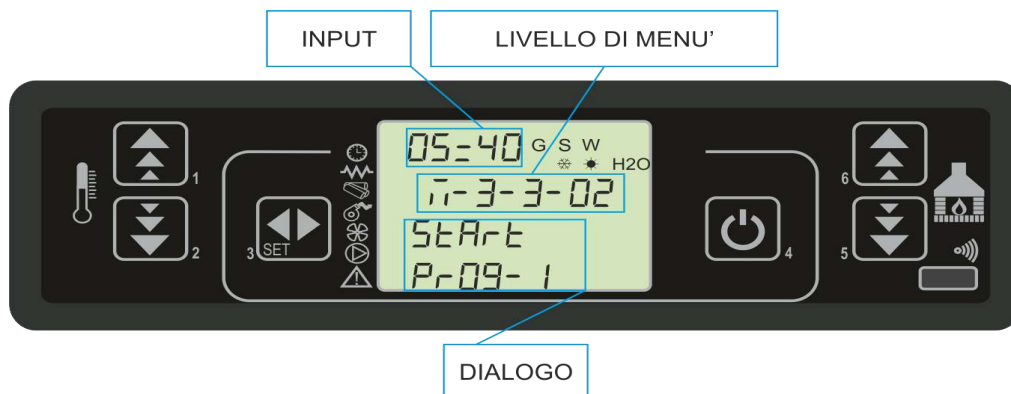 INPUT
LIVELLO DI MENU'
05:40 G S W
H2O
1
6
n-3-3-02
2
3 SET
4
5
StArt
Pr09-1
DIALOGO